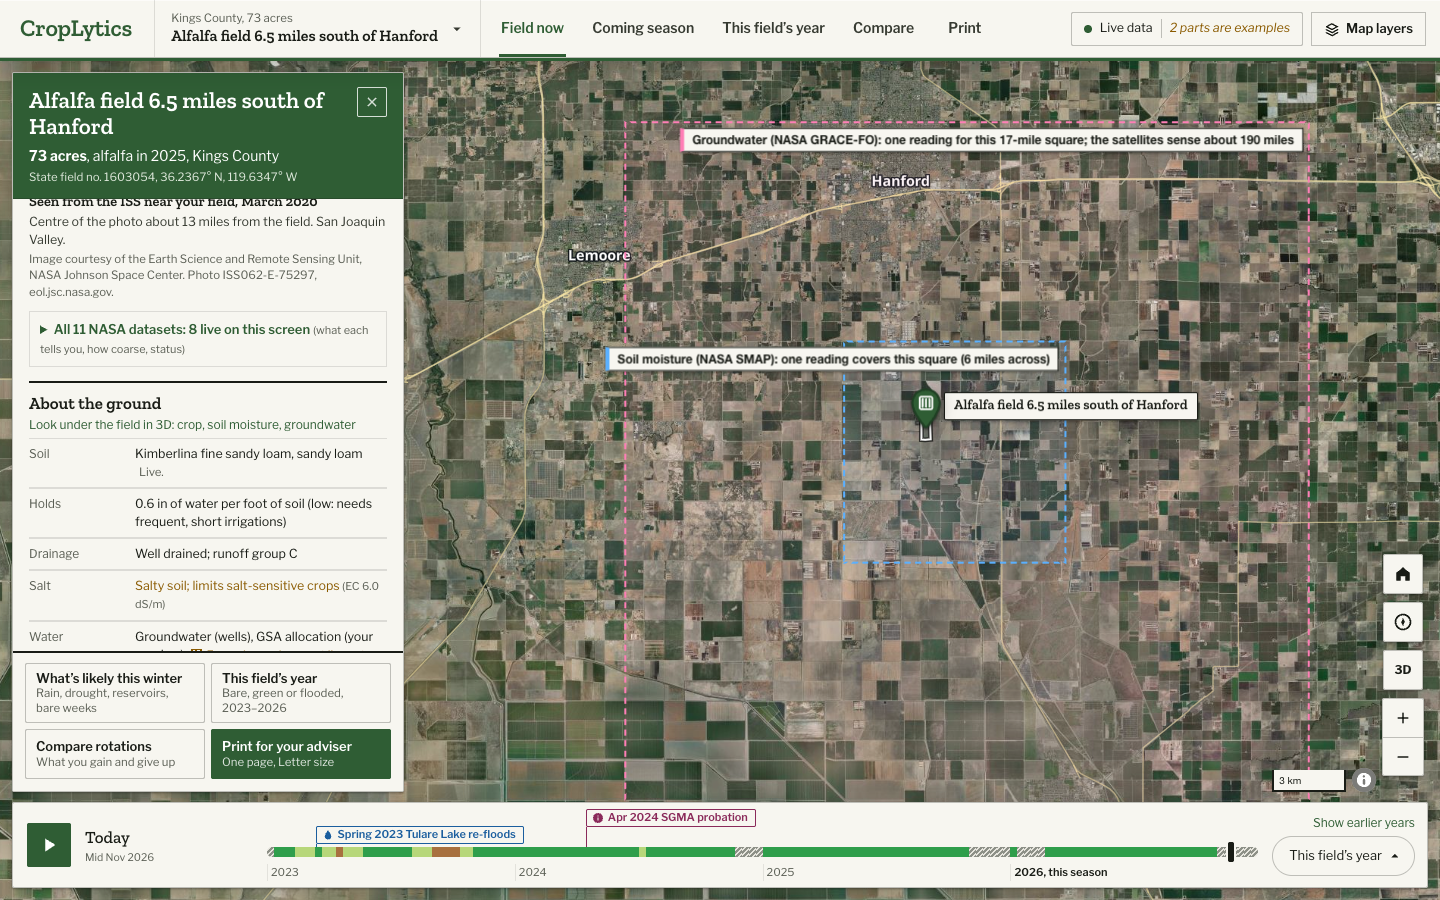 CropLytics
Kings County, 73 acres
Alfalfa field 6.5 miles south of Hanford
Field now
Coming season
This field's year
Compare
Print
Live data
2 parts are examples
Map layers
Alfalfa field 6.5 miles south of
Hanford
73 acres, alfalfa in 2025, Kings County
State field no. 1603054, 36.2367° N, 119.6347° W
Seen from the ISS near your field, March 2020
Centre of the photo about 13 miles from the field. San Joaquin
Valley.
Image courtesy of the Earth Science and Remote Sensing Unit,
NASA Johnson Space Center. Photo ISS062-E-75297,
eol.jsc.nasa.gov.
All 11 NASA datasets: 8 live on this screen (what each
tells you, how coarse, status)
About the ground
Look under the field in 3D: crop, soil moisture, groundwater
Soil
Kimberlina fine sandy loam, sandy loam
Live.
Holds
0.6 in of water per foot of soil (low: needs
frequent, short irrigations)
Drainage
Well drained; runoff group C
Salt
Salty soil; limits salt-sensitive crops (EC 6.0
dS/m)
Water
Groundwater (wells), GSA allocation (your
What's likely this winter
Rain, drought, reservoirs,
bare weeks
This field's year
Bare, green or flooded,
2023–2026
Compare rotations
What you gain and give up
Print for your adviser
One page, Letter size
Groundwater (NASA GRACE-FO): one reading for this 17-mile square; the satellites sense about 190 miles
Hanford
Lemoore
Soil moisture (NASA SMAP): one reading covers this square (6 miles across)
Alfalfa field 6.5 miles south of Hanford
3D
3 km
Today
Mid Nov 2026
Spring 2023 Tulare Lake re-floods
Apr 2024 SGMA probation
2023
2024
2025
2026, this season
Show earlier years
This field's year